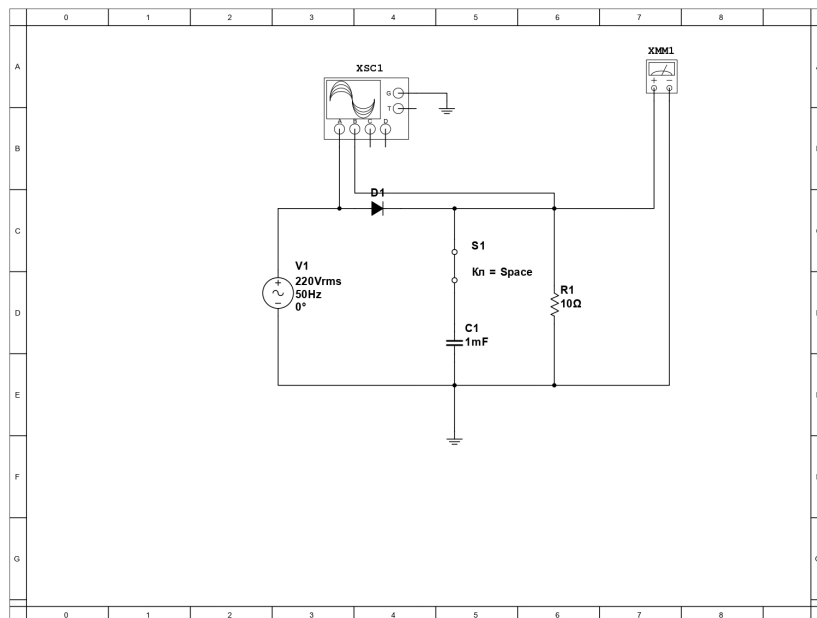 0 1 2 3 4 5 6 7 8
A
B
C
D
E
F
G
XMM1
+ −
XSC1
G
T
A B C D
D1
S1
Кл = Space
V1
220Vrms
50Hz
0°
+
−
R1
10Ω
C1
1mF
0 1 2 3 4 5 6 7 8